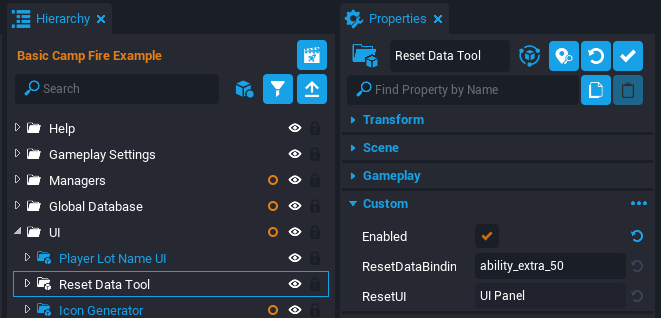 Hierarchy
Basic Camp Fire Example
Search
Help
Gameplay Settings
Managers
Global Database
UI
Player Lot Name UI
Reset Data Tool
Icon Generator
Properties
Reset Data Tool
Find Property by Name
Transform
Scene
Gameplay
Custom
Enabled
ResetDataBindin
ability_extra_50
ResetUI
UI Panel